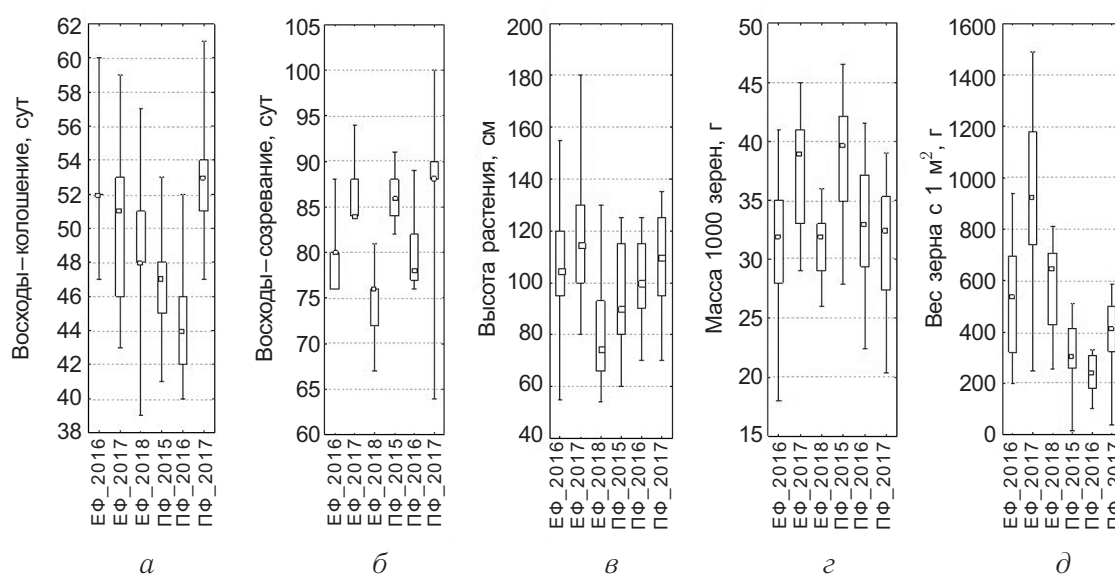 Восходы–колошение, сут
62
60
58
56
54
52
50
48
46
44
42
40
38
ЕФ_2016
ЕФ_2017
ЕФ_2018
ПФ_2015
ПФ_2016
ПФ_2017
а
Восходы–созревание, сут
105
100
95
90
85
80
75
70
65
60
ЕФ_2016
ЕФ_2017
ЕФ_2018
ПФ_2015
ПФ_2016
ПФ_2017
б
Высота растения, см
200
180
160
140
120
100
80
60
40
ЕФ_2016
ЕФ_2017
ЕФ_2018
ПФ_2015
ПФ_2016
ПФ_2017
в
Масса 1000 зерен, г
50
45
40
35
30
25
20
15
ЕФ_2016
ЕФ_2017
ЕФ_2018
ПФ_2015
ПФ_2016
ПФ_2017
г
Вес зерна с 1 м², г
1600
1400
1200
1000
800
600
400
200
0
ЕФ_2016
ЕФ_2017
ЕФ_2018
ПФ_2015
ПФ_2016
ПФ_2017
д